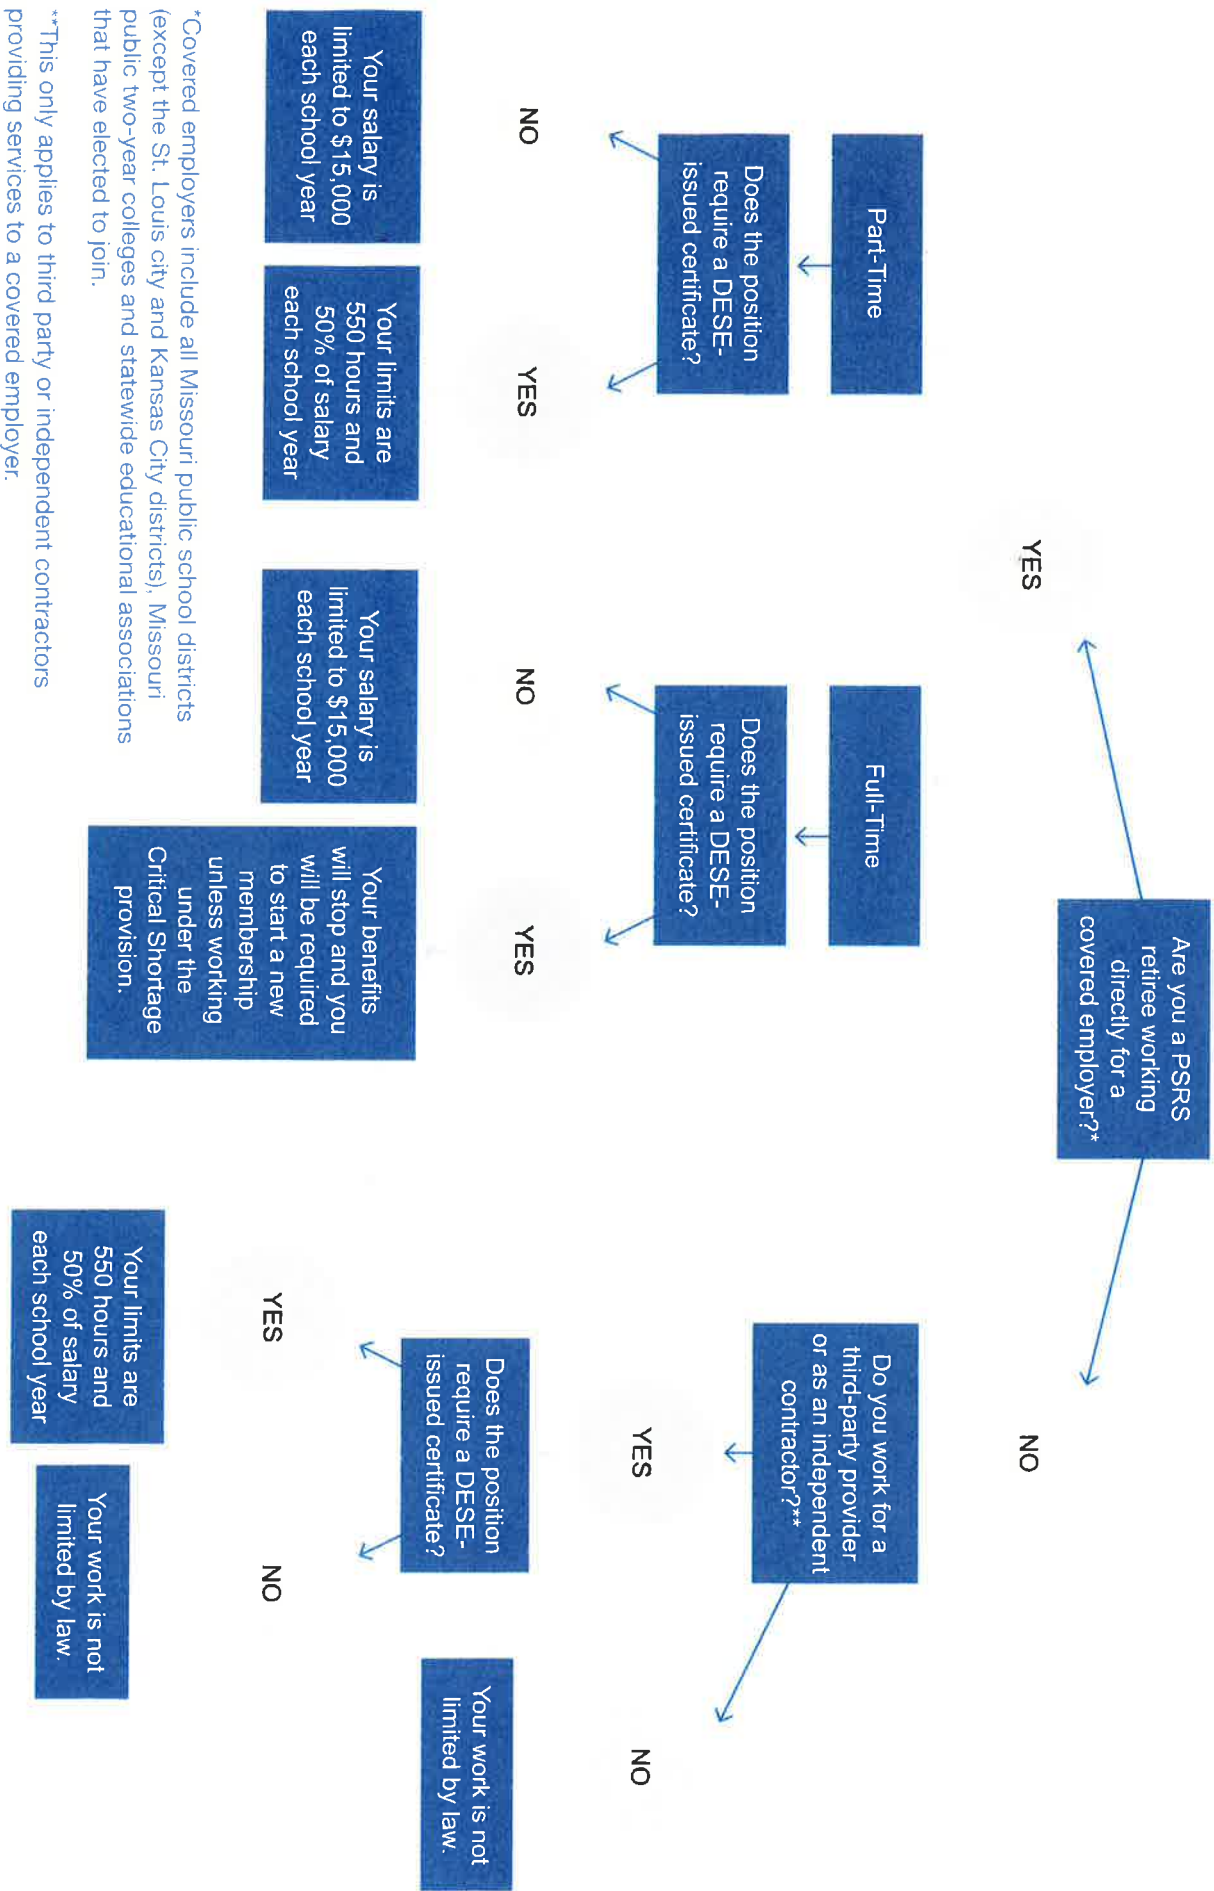 Are you a PSRS
retiree working
directly for a
covered employer?*
YES
NO
Part-Time
Does the position
require a DESE-
issued certificate?
NO
YES
Your salary is
limited to $15,000
each school year
Your limits are
550 hours and
50% of salary
each school year
Full-Time
Does the position
require a DESE-
issued certificate?
NO
YES
Your salary is
limited to $15,000
each school year
Your benefits
will stop and you
will be required
to start a new
membership
unless working
under the
Critical Shortage
provision.
Do you work for a
third-party provider
or as an independent
contractor?**
YES
NO
Does the position
require a DESE-
issued certificate?
YES
NO
Your limits are
550 hours and
50% of salary
each school year
Your work is not
limited by law.
Your work is not
limited by law.
*Covered employers include all Missouri public school districts
(except the St. Louis city and Kansas City districts), Missouri
public two-year colleges and statewide educational associations
that have elected to join.
**This only applies to third party or independent contractors
providing services to a covered employer.